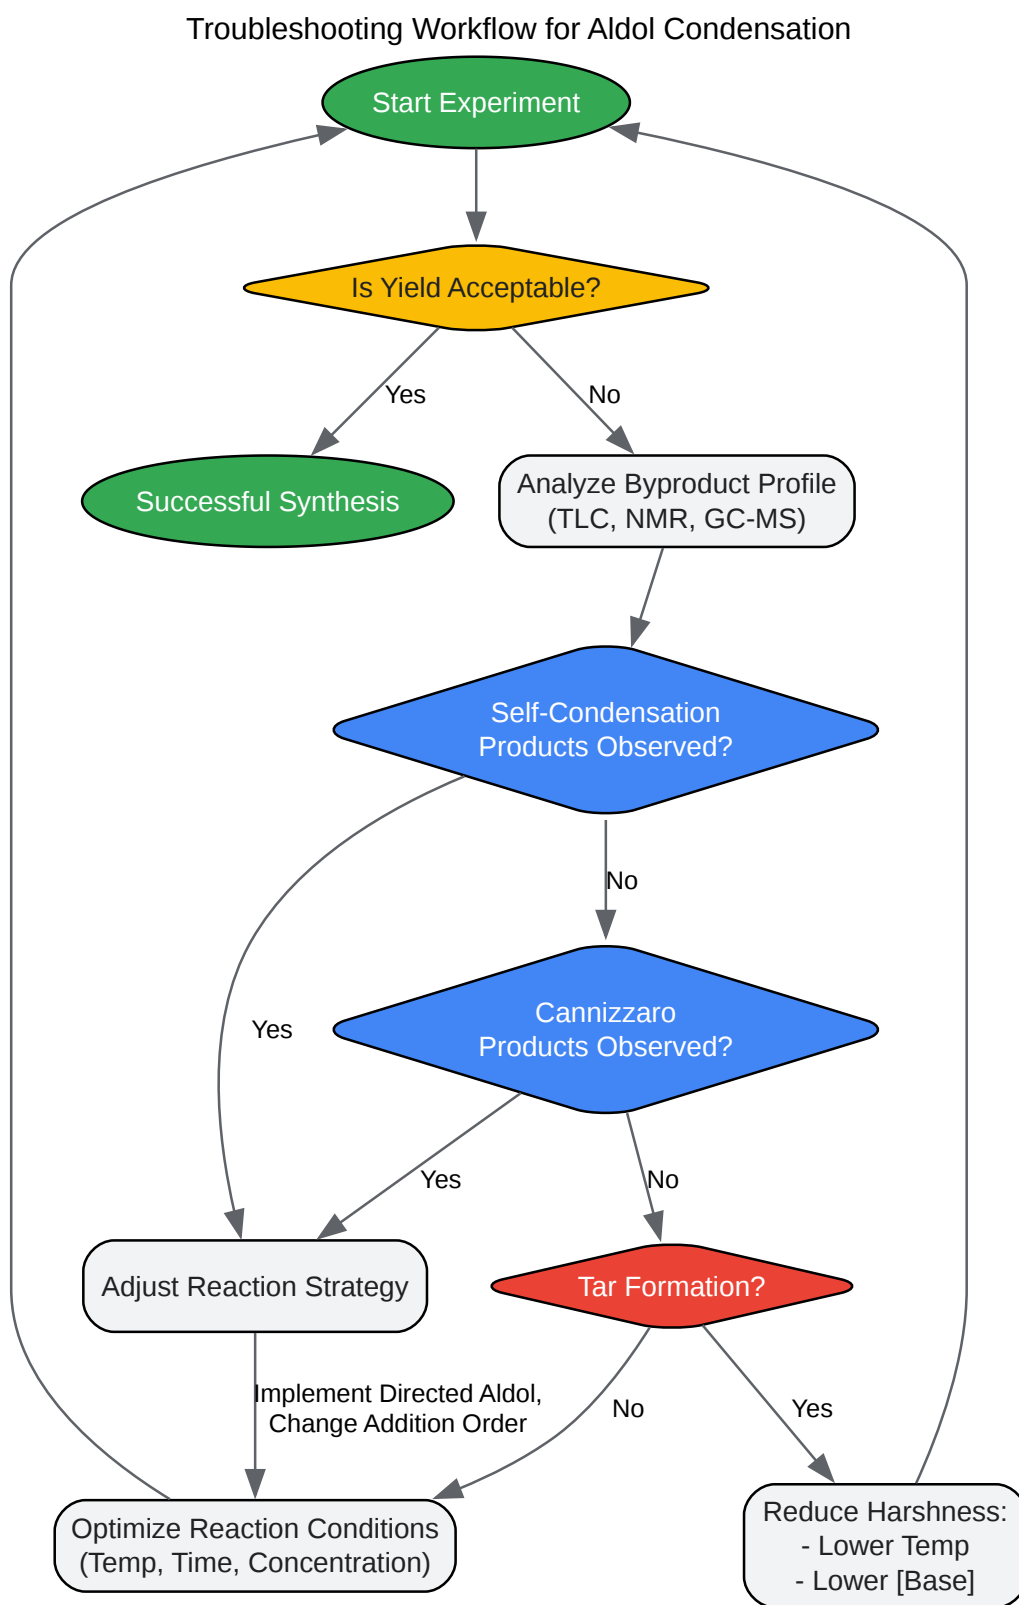 Troubleshooting Workflow for Aldol Condensation
Start Experiment
Is Yield Acceptable?
Yes
No
Successful Synthesis
Analyze Byproduct Profile
(TLC, NMR, GC-MS)
Self-Condensation
Products Observed?
No
Cannizzaro
Products Observed?
Yes
Yes
No
Adjust Reaction Strategy
Tar Formation?
Implement Directed Aldol,
Change Addition Order
No
Yes
Optimize Reaction Conditions
(Temp, Time, Concentration)
Reduce Harshness:
- Lower Temp
- Lower [Base]